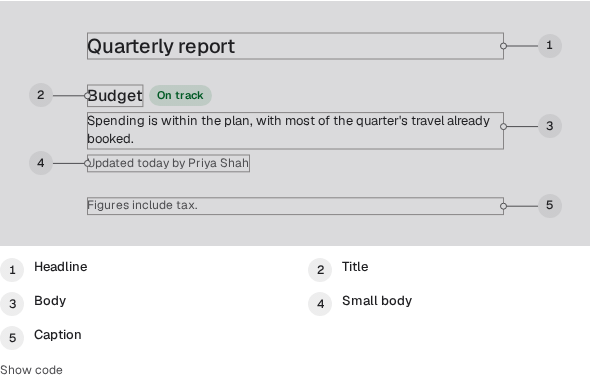 Quarterly report
1
2
Budget On track
Spending is within the plan, with most of the quarter's travel already
booked.
3
4
Updated today by Priya Shah
Figures include tax.
5
1 Headline
2 Title
3 Body
4 Small body
5 Caption
Show code